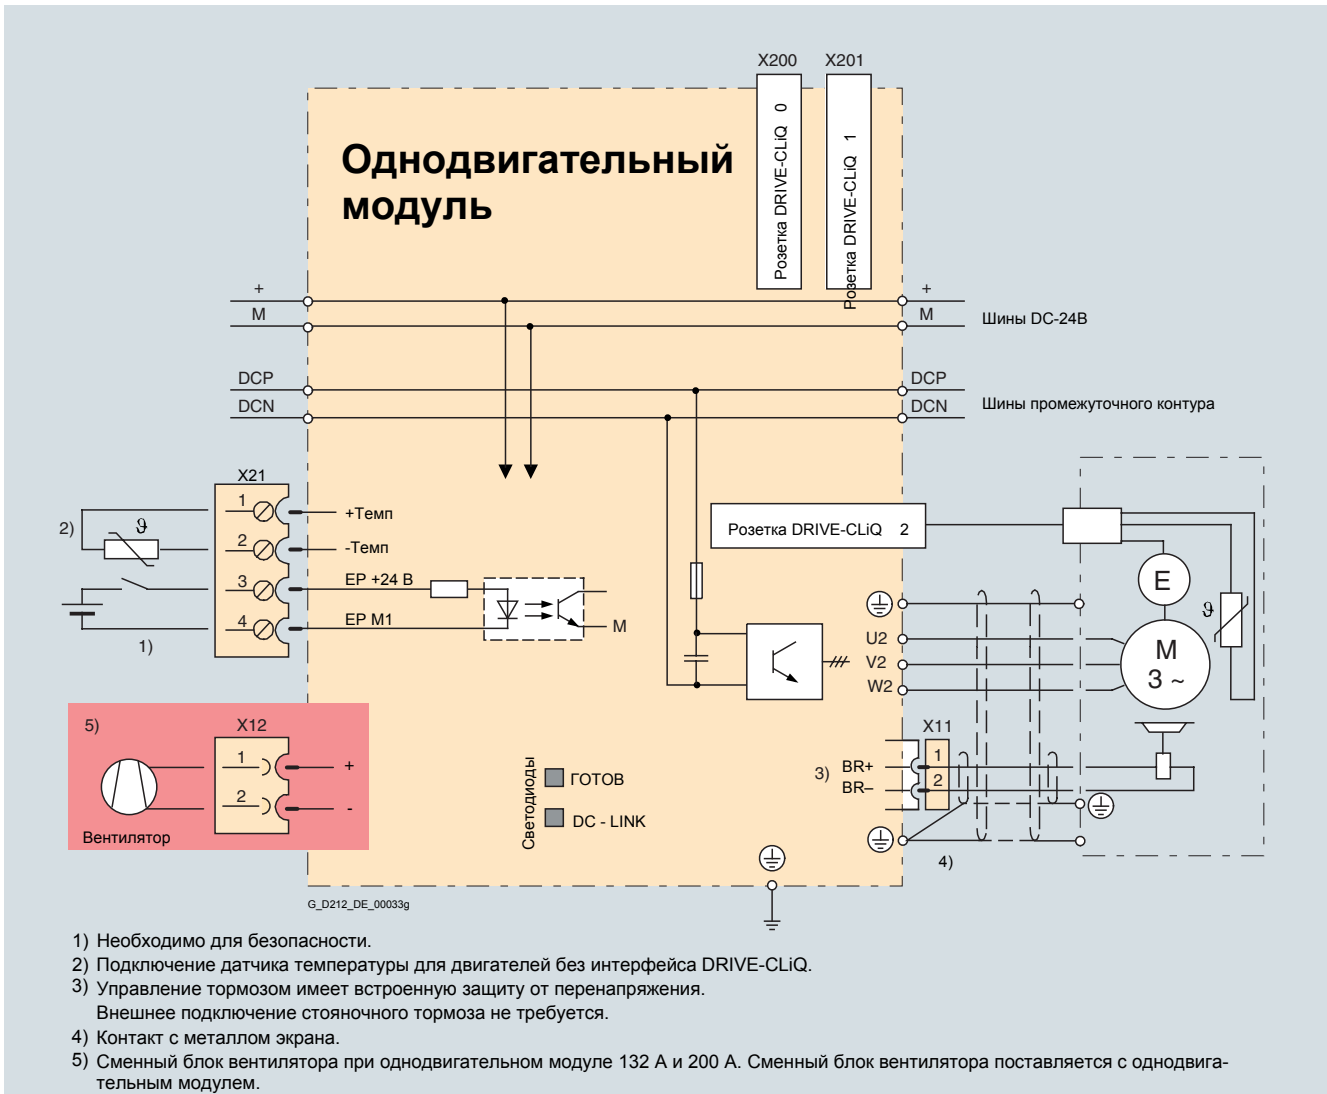 X200 X201
Розетка DRIVE-CLiQ 0
Розетка DRIVE-CLiQ 1
Однодвигательный
модуль
+ +
M M
Шины DC-24В
DCP DCP
DCN DCN
Шины промежуточного контура
X21
1 +Темп
2) ϑ
2 -Темп
3 EP +24 В
4 EP M1
M
1)
Розетка DRIVE-CLiQ 2
E
ϑ
U2
V2
W2
M
3 ~
5) X12
1 +
2 -
Вентилятор
Светодиоды
ГОТОВ
DC - LINK
X11
3) BR+ 1
BR– 2
4)
G_D212_DE_00033g
1) Необходимо для безопасности.
2) Подключение датчика температуры для двигателей без интерфейса DRIVE-CLiQ.
3) Управление тормозом имеет встроенную защиту от перенапряжения.
Внешнее подключение стояночного тормоза не требуется.
4) Контакт с металлом экрана.
5) Сменный блок вентилятора при однодвигательном модуле 132 А и 200 А. Сменный блок вентилятора поставляется с однодвига-
тельным модулем.